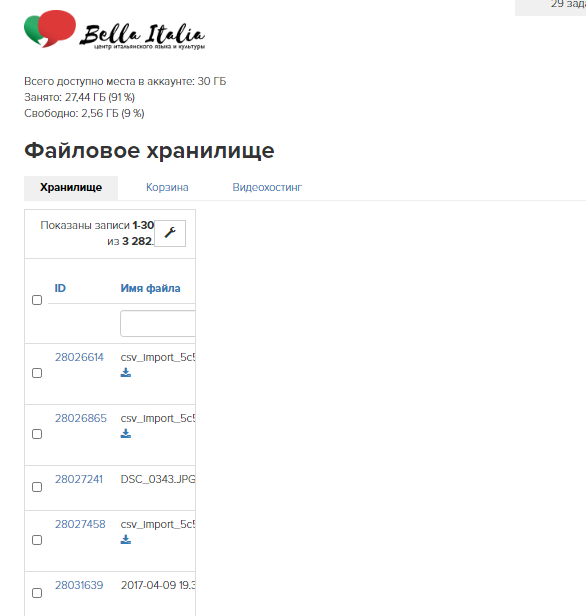 29 зада
Bella Italia
центр итальянского языка и культуры
Всего доступно места в аккаунте: 30 ГБ
Занято: 27,44 ГБ (91 %)
Свободно: 2,56 ГБ (9 %)
Файловое хранилище
Хранилище Корзина Видеохостинг
Показаны записи 1-30
из 3 282.
ID Имя файла
28026614 csv_import_5c5
28026865 csv_import_5c5
28027241 DSC_0343.JPG
28027458 csv_import_5c5
28031639 2017-04-09 19.3